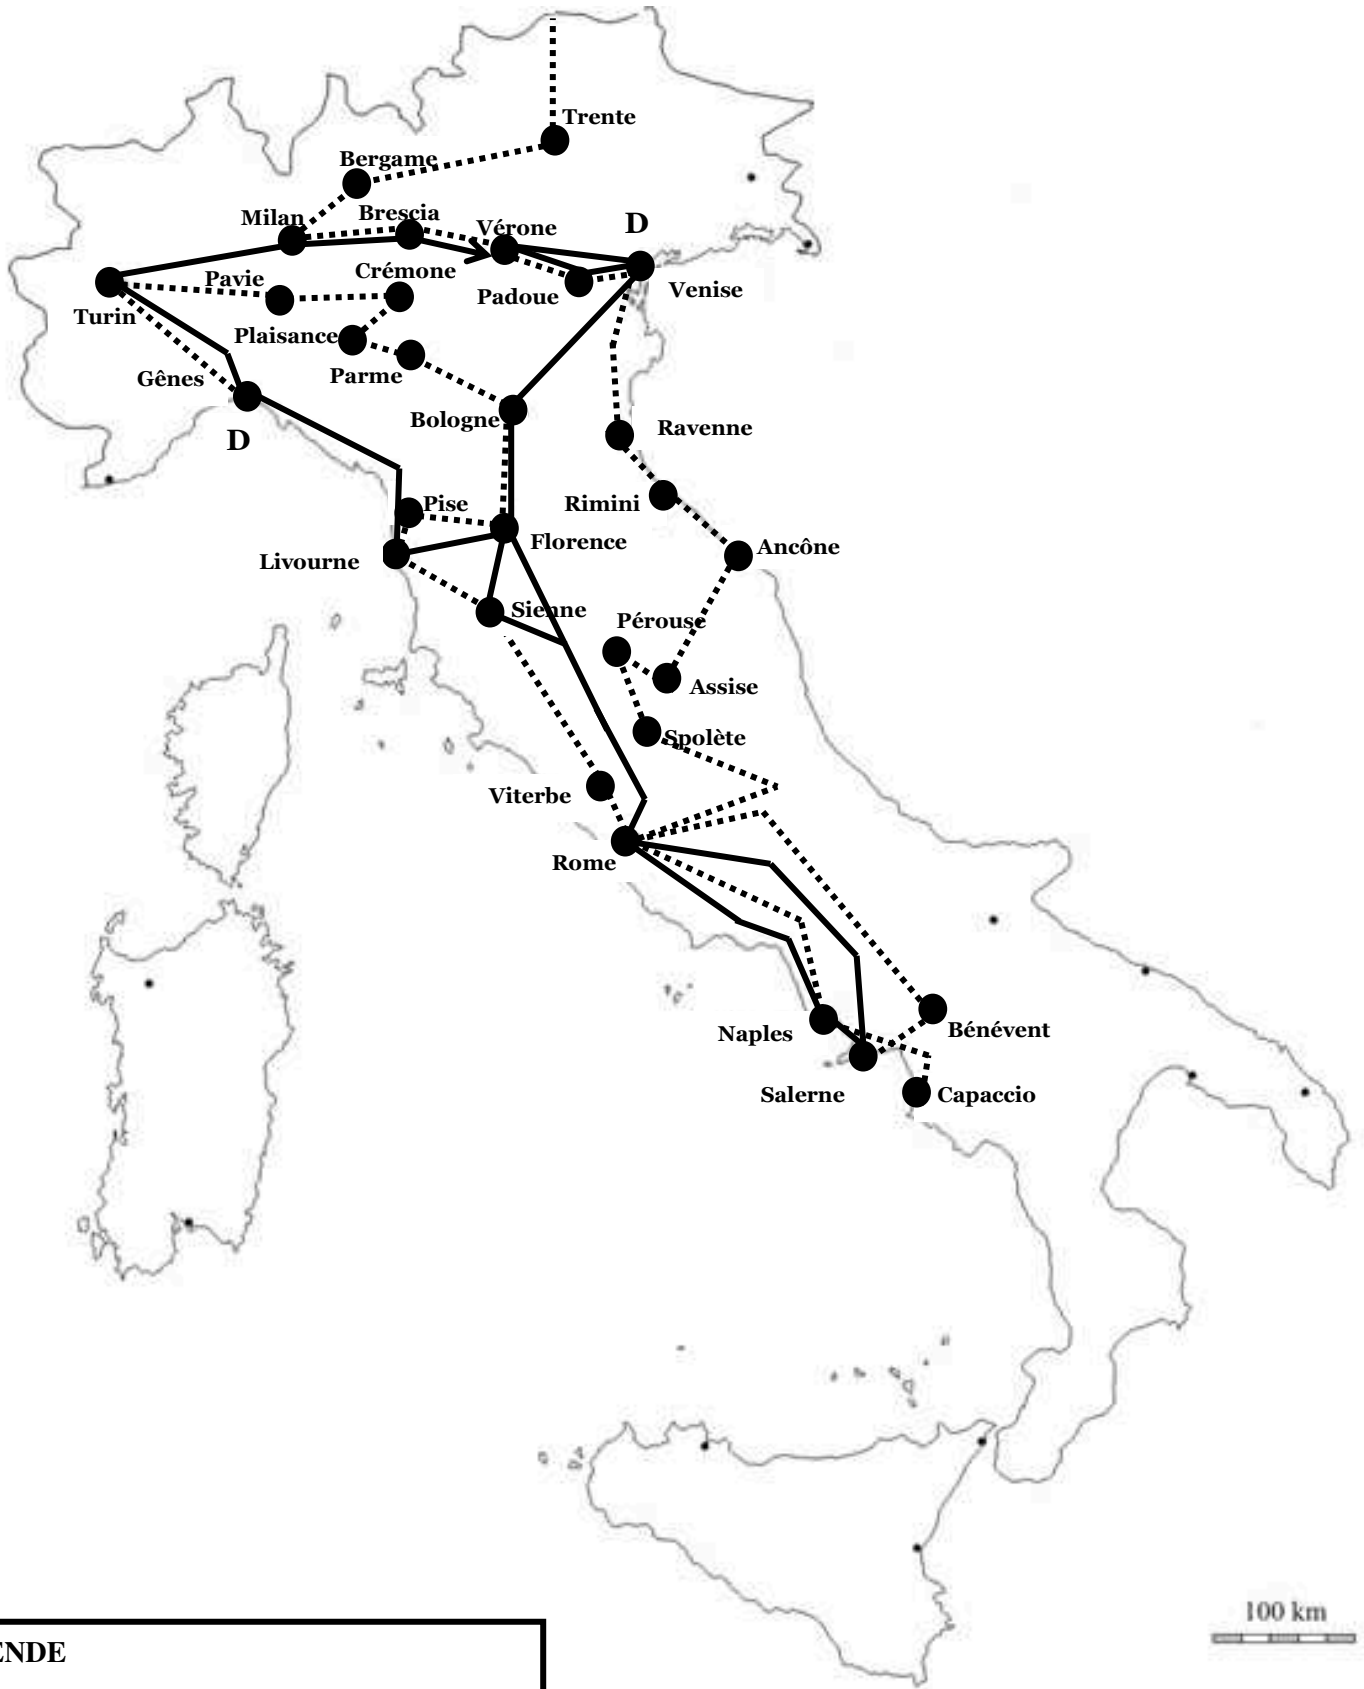 Trente
Bergame
Milan
Brescia
Vérone
D
Pavie
Crémone
Padoue
Venise
Turin
Plaisance
Parme
Gênes
D
Bologne
Ravenne
Pise
Rimini
Livourne
Florence
Ancône
Sienne
Pérouse
Assise
Spolète
Viterbe
Rome
Naples
Bénévent
Salerne
Capaccio
100 km
ENDE